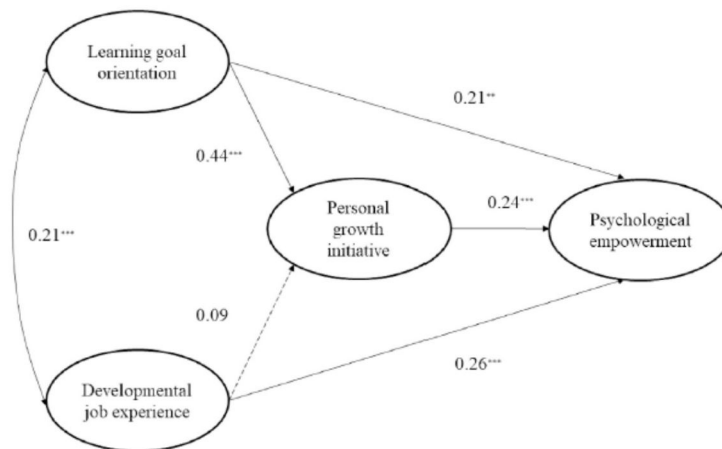 Learning goal
orientation
0.21**
0.44***
Personal
growth
initiative
0.24***
Psychological
empowerment
0.21***
0.09
0.26***
Developmental
job experience